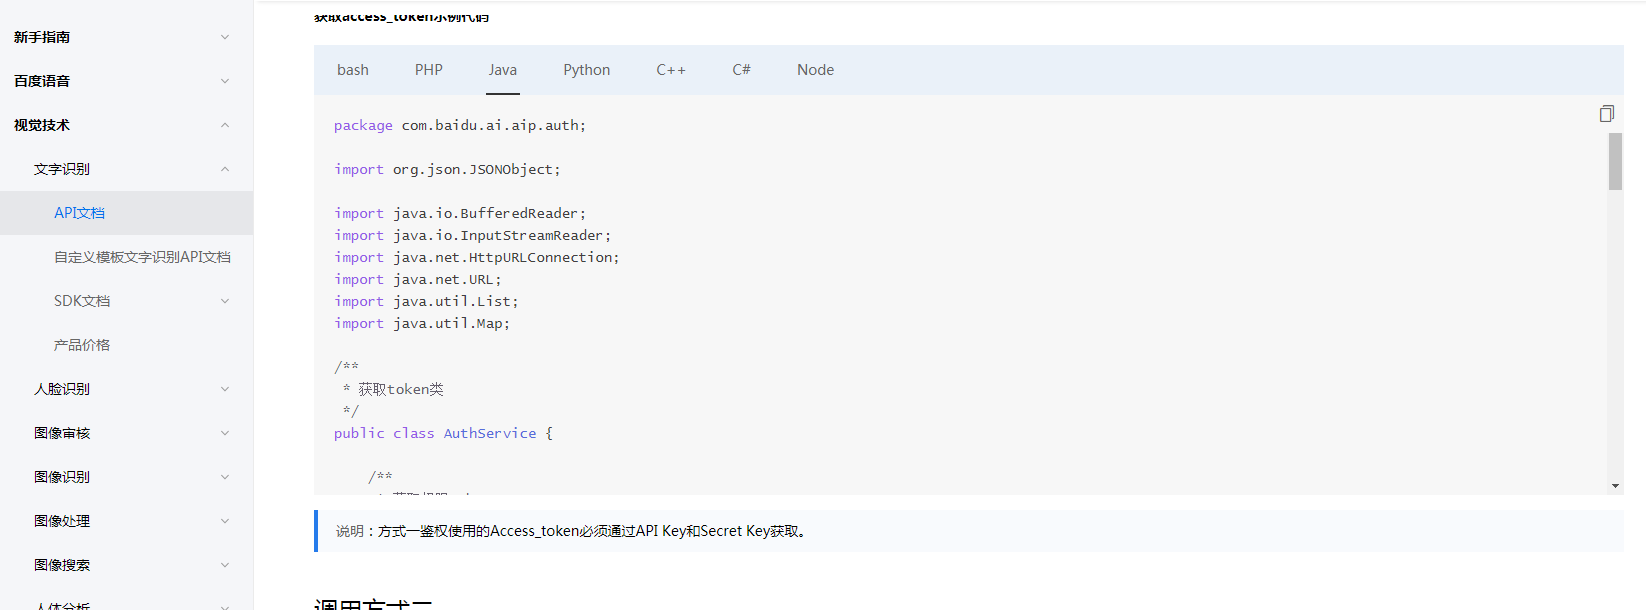 新手指南
百度语音
视觉技术
文字识别
API文档
自定义模板文字识别API文档
SDK文档
产品价格
人脸识别
图像审核
图像识别
图像处理
图像搜索
人体分析
获取access_token示例代码
bash PHP Java Python C++ C# Node
package com.baidu.ai.aip.auth;
import org.json.JSONObject;
import java.io.BufferedReader;
import java.io.InputStreamReader;
import java.net.HttpURLConnection;
import java.net.URL;
import java.util.List;
import java.util.Map;
/**
* 获取token类
*/
public class AuthService {
/**
说明：方式一鉴权使用的Access_token必须通过API Key和Secret Key获取。
调用方式二